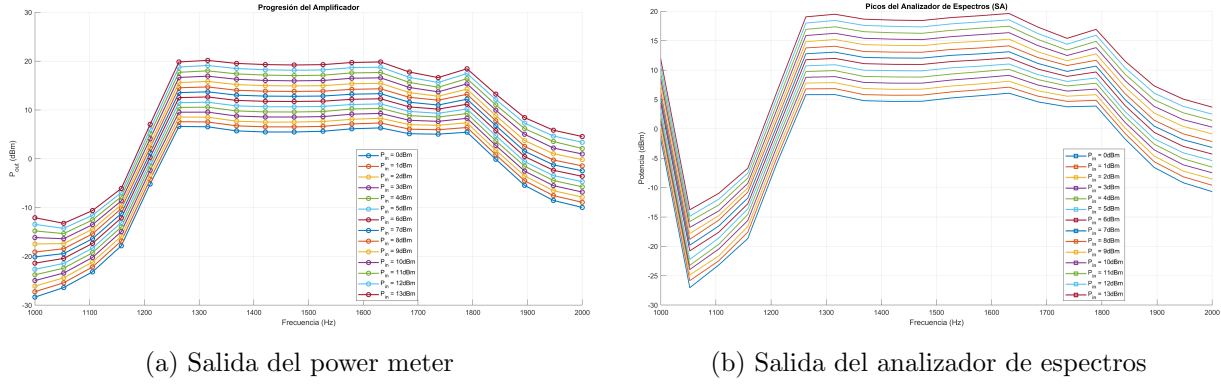 Progresión del Amplificador
30
20
10
0
-10
-20
-30
P_out (dBm)
1000 1100 1200 1300 1400 1500 1600 1700 1800 1900 2000
Frecuencia (Hz)
P_in = 0dBm
P_in = 1dBm
P_in = 2dBm
P_in = 3dBm
P_in = 4dBm
P_in = 5dBm
P_in = 6dBm
P_in = 7dBm
P_in = 8dBm
P_in = 9dBm
P_in = 10dBm
P_in = 11dBm
P_in = 12dBm
P_in = 13dBm
(a) Salida del power meter
Picos del Analizador de Espectros (SA)
20
15
10
5
0
-5
-10
-15
-20
-25
-30
Potencia (dBm)
1000 1100 1200 1300 1400 1500 1600 1700 1800 1900 2000
Frecuencia (Hz)
P_in = 0dBm
P_in = 1dBm
P_in = 2dBm
P_in = 3dBm
P_in = 4dBm
P_in = 5dBm
P_in = 6dBm
P_in = 7dBm
P_in = 8dBm
P_in = 9dBm
P_in = 10dBm
P_in = 11dBm
P_in = 12dBm
P_in = 13dBm
(b) Salida del analizador de espectros